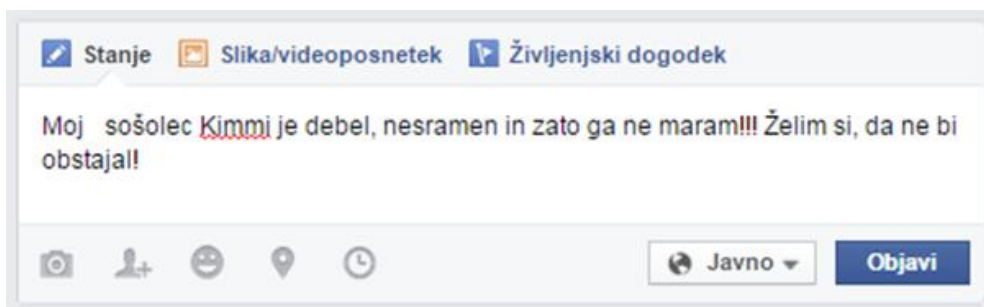 Stanje Slika/videoposnetek Življenjski dogodek
Moj sošolec Kimmi je debel, nesramen in zato ga ne maram!!! Želim si, da ne bi
obstajal!
Javno Objavi